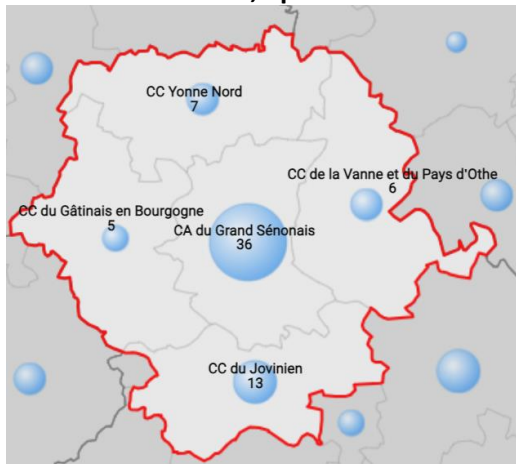 CC Yonne Nord
7
CC de la Vanne et du Pays d'Othe
6
CC du Gâtinais en Bourgogne
5
CA du Grand Sénonais
36
CC du Jovinien
13